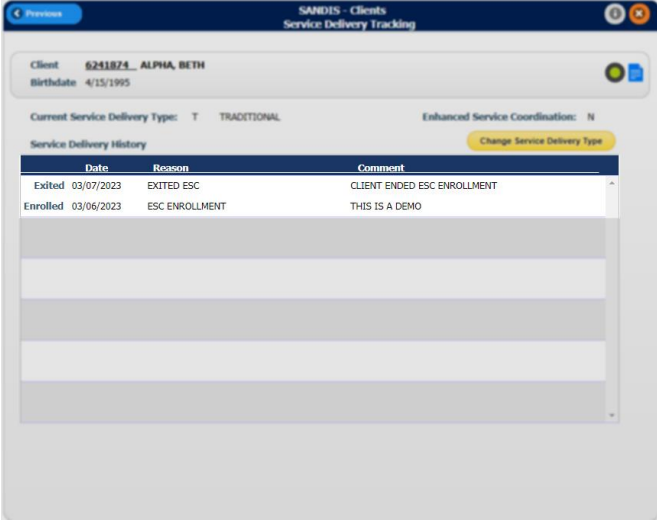 Previous
SANDIS - Clients
Service Delivery Tracking
Client 6241874 ALPHA, BETH
Birthdate 4/15/1995
Current Service Delivery Type: T TRADITIONAL Enhanced Service Coordination: N
Service Delivery History Change Service Delivery Type
Date Reason Comment
Exited 03/07/2023 EXITED ESC CLIENT ENDED ESC ENROLLMENT
Enrolled 03/06/2023 ESC ENROLLMENT THIS IS A DEMO